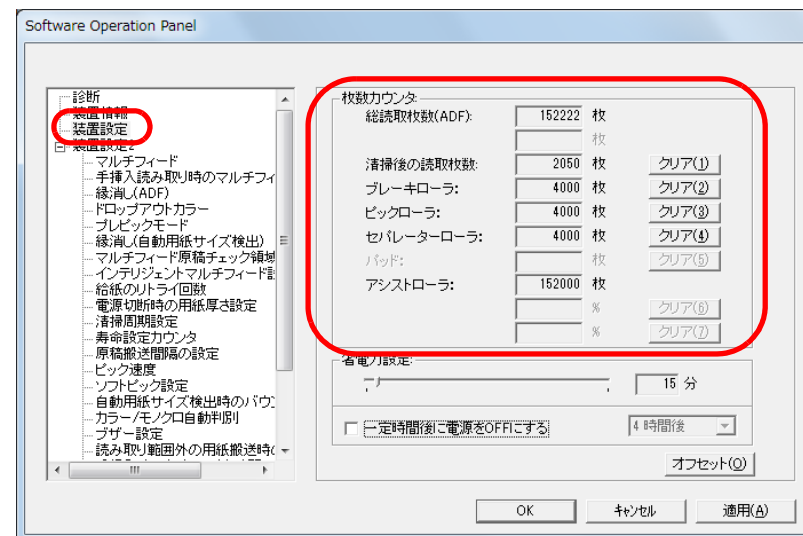 Software Operation Panel
診断
装置情報
装置設定
装置設定2
マルチフィード
手挿入読み取り時のマルチフィ
縁消し(ADF)
ドロップアウトカラー
プレピックモード
縁消し(自動用紙サイズ検出)
マルチフィード原稿チェック領域
インテリジェントマルチフィード
給紙のリトライ回数
電源切断時の用紙厚さ設定
清掃周期設定
寿命設定カウンタ
原稿搬送間隔の設定
ピック速度
ソフトピック設定
自動用紙サイズ検出時のバウ
カラー/モノクロ自動判別
ブザー設定
読み取り範囲外の用紙搬送時
枚数カウンタ:
総読取枚数(ADF): 152222 枚
枚
清掃後の読取枚数: 2050 枚 クリア(1)
ブレーキローラ: 4000 枚 クリア(2)
ピックローラ: 4000 枚 クリア(3)
セパレーターローラ: 4000 枚 クリア(4)
パッド: 枚 クリア(5)
アシストローラ: 152000 枚
% クリア(6)
% クリア(7)
省電力設定:
15 分
一定時間後に電源をOFFにする 4 時間後
オフセット(O)
OK キャンセル 適用(A)